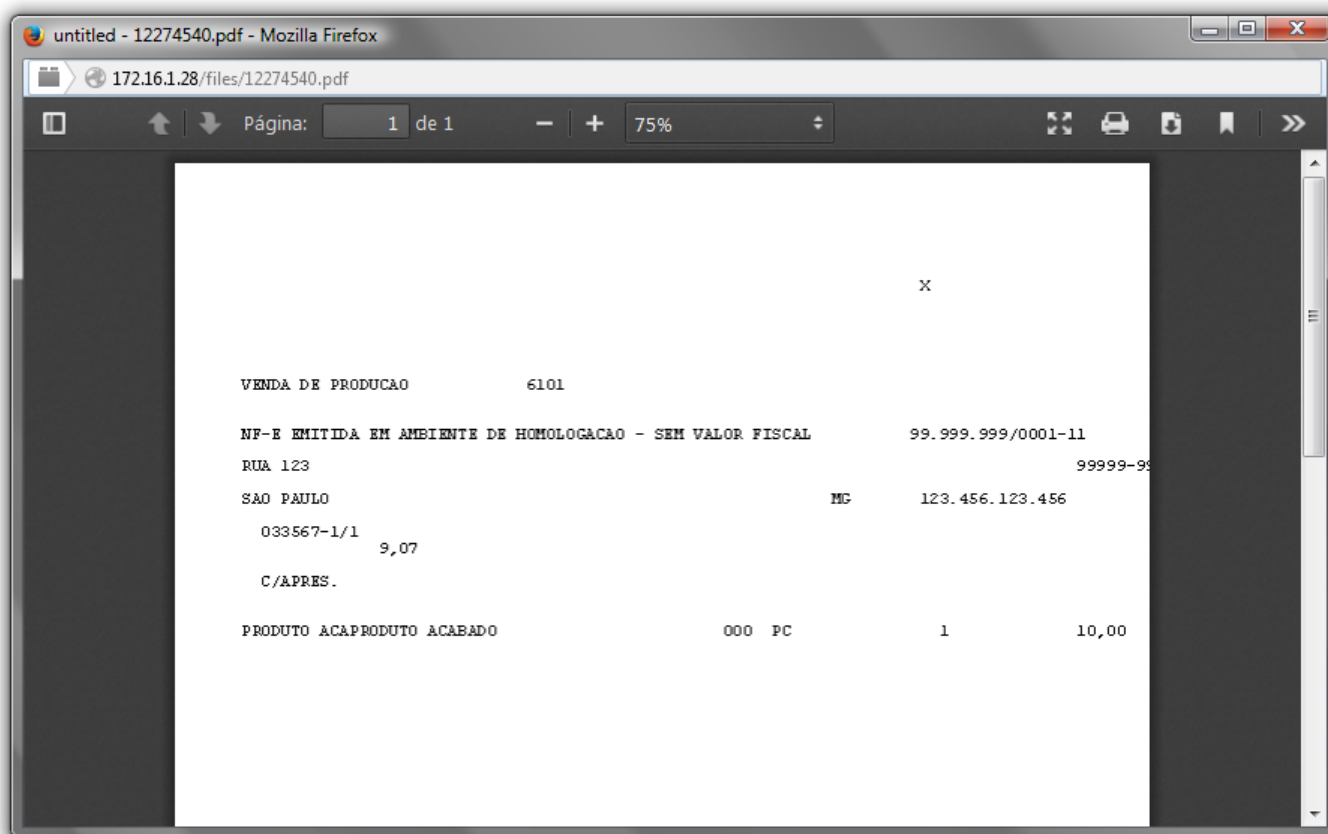 untitled - 12274540.pdf - Mozilla Firefox
172.16.1.28/files/12274540.pdf
Página: 1 de 1 75%
X
VENDA DE PRODUCAO 6101
NF-E EMITIDA EM AMBIENTE DE HOMOLOGACAO - SEM VALOR FISCAL 99.999.999/0001-11
RUA 123 99999-99
SAO PAULO MG 123.456.123.456
033567-1/1
9,07
C/APRES.
PRODUTO ACAPRODUTO ACABADO 000 PC 1 10,00